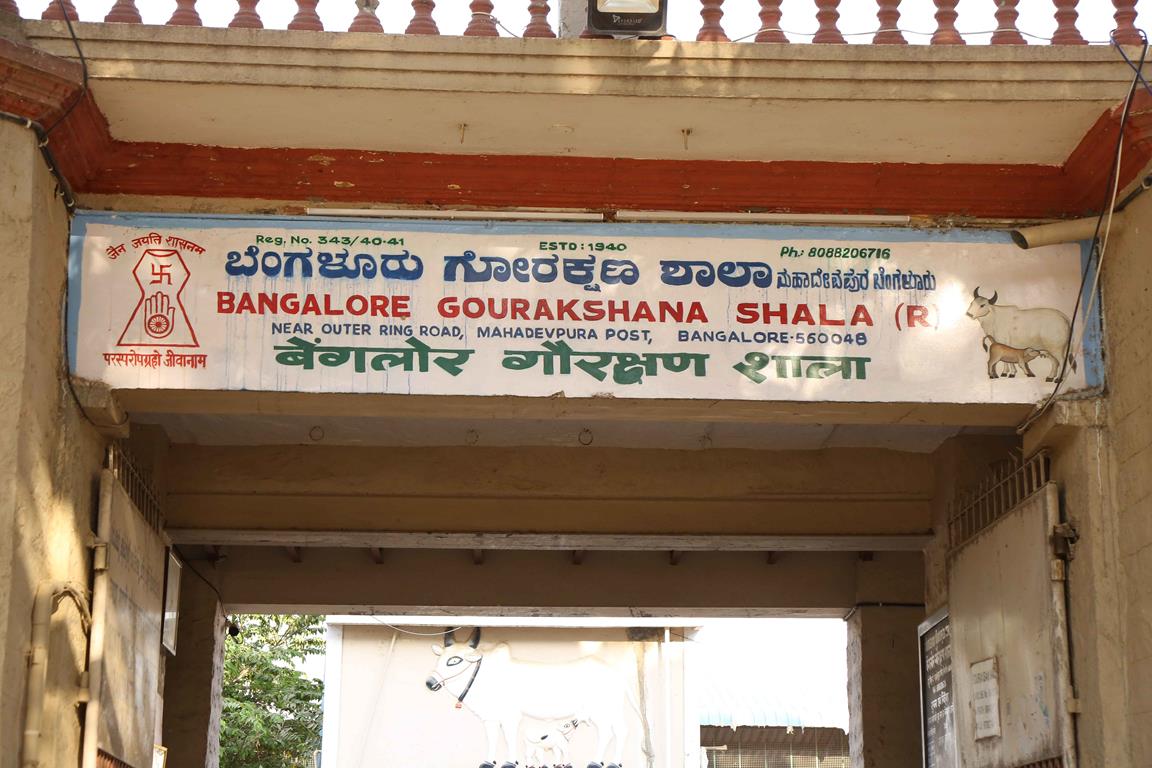 जैन जयति शासनम
परस्परोपग्रहो जीवानाम
Reg. No. 343/40-41
ESTD : 1940
Ph.: 8088206716
ಬೆಂಗಳೂರು ಗೋರಕ್ಷಣ ಶಾಲಾ ಮಹಾದೇವಪುರ ಬೆಂಗಳೂರು
BANGALORE GOURAKSHANA SHALA (R)
NEAR OUTER RING ROAD, MAHADEVPURA POST, BANGALORE-560048
बेंगलोर गौरक्षण शाला